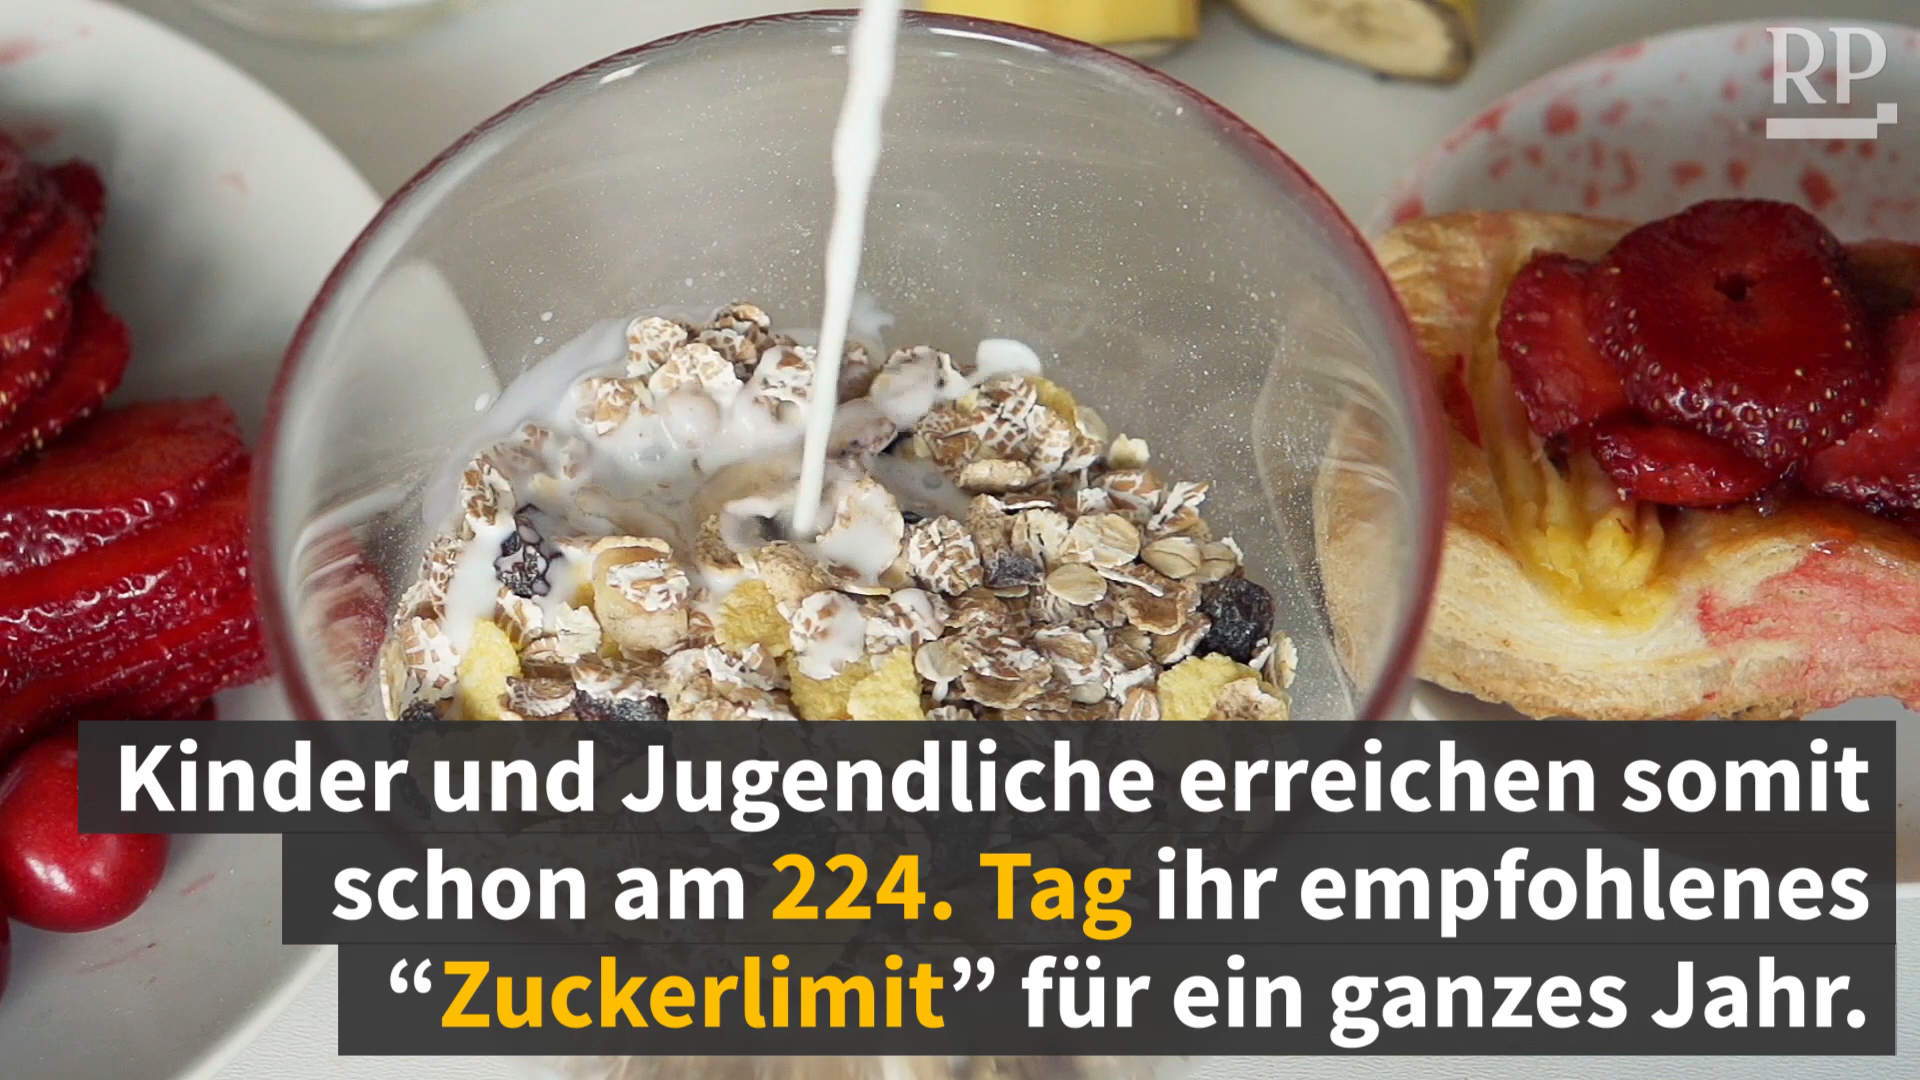 RP
Kinder und Jugendliche erreichen somit
schon am 224. Tag ihr empfohlenes
“Zuckerlimit” für ein ganzes Jahr.